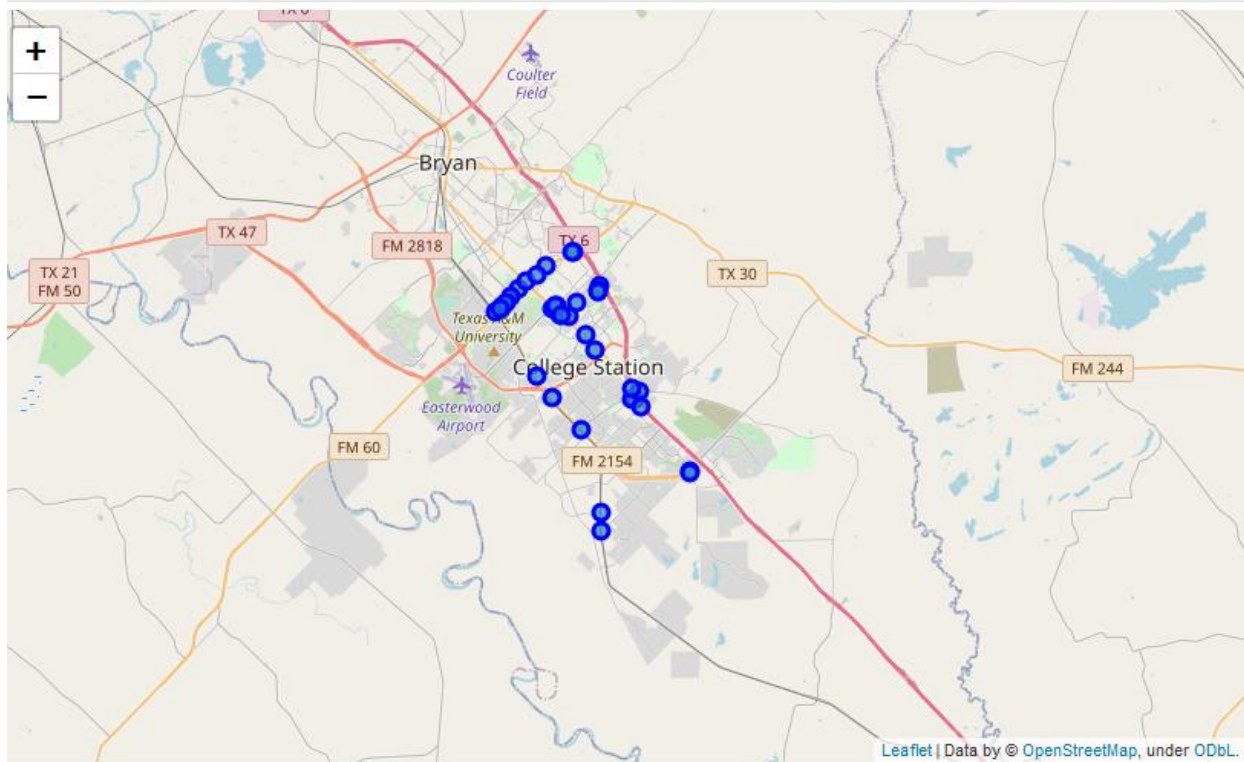 TX 6
+
−
Coulter
Field
Bryan
TX 47
FM 2818
TX 6
TX 21
FM 50
TX 30
Texas A&M
University
College Station
FM 244
Easterwood
Airport
FM 60
FM 2154
Leaflet | Data by © OpenStreetMap, under ODbL.